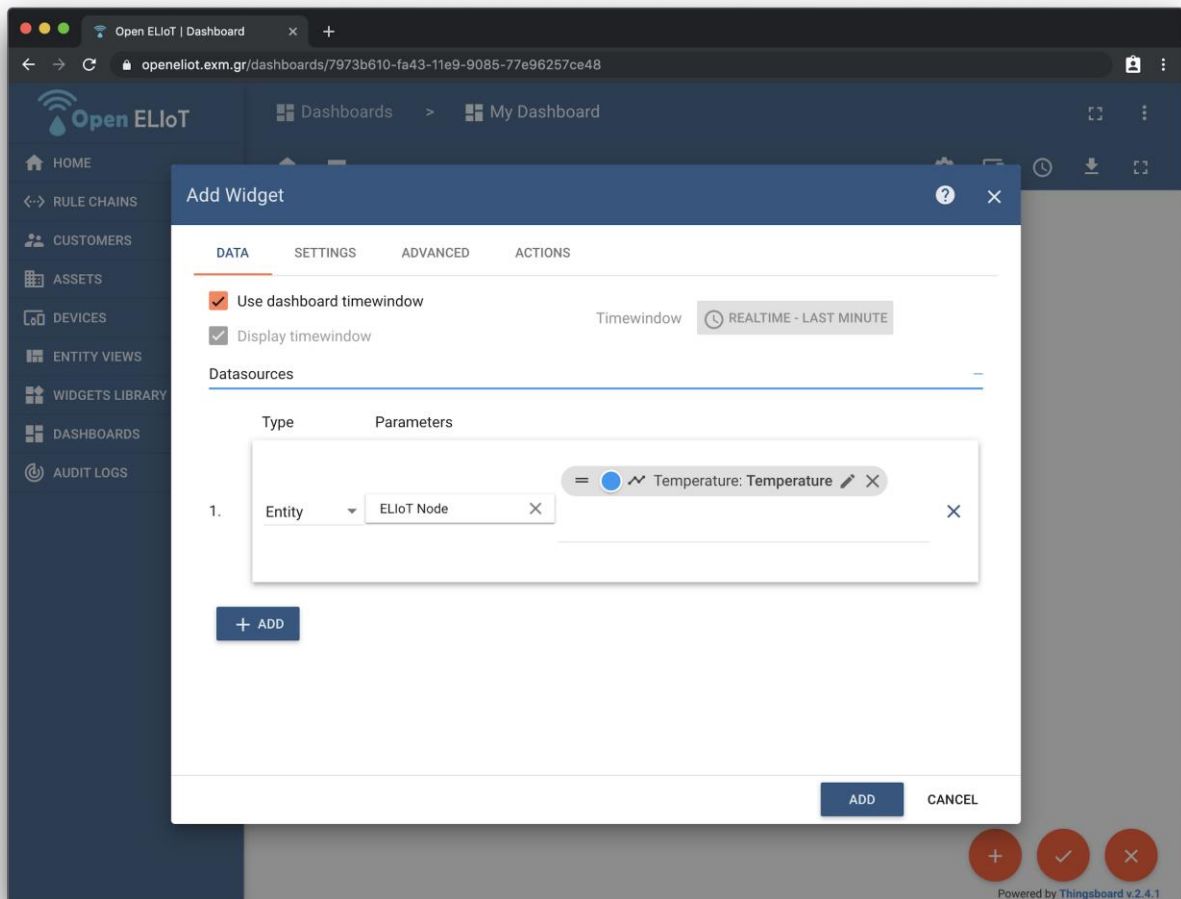 Open ELIoT | Dashboard
openeliot.exm.gr/dashboards/7973b610-fa43-11e9-9085-77e96257ce48
Open ELIoT
Dashboards > My Dashboard
HOME
RULE CHAINS
CUSTOMERS
ASSETS
DEVICES
ENTITY VIEWS
WIDGETS LIBRARY
DASHBOARDS
AUDIT LOGS
Add Widget
DATA SETTINGS ADVANCED ACTIONS
Use dashboard timewindow
Display timewindow
Timewindow REALTIME - LAST MINUTE
Datasources
Type Parameters
1. Entity ELIoT Node Temperature: Temperature
+ ADD
ADD CANCEL
Powered by Thingsboard v.2.4.1